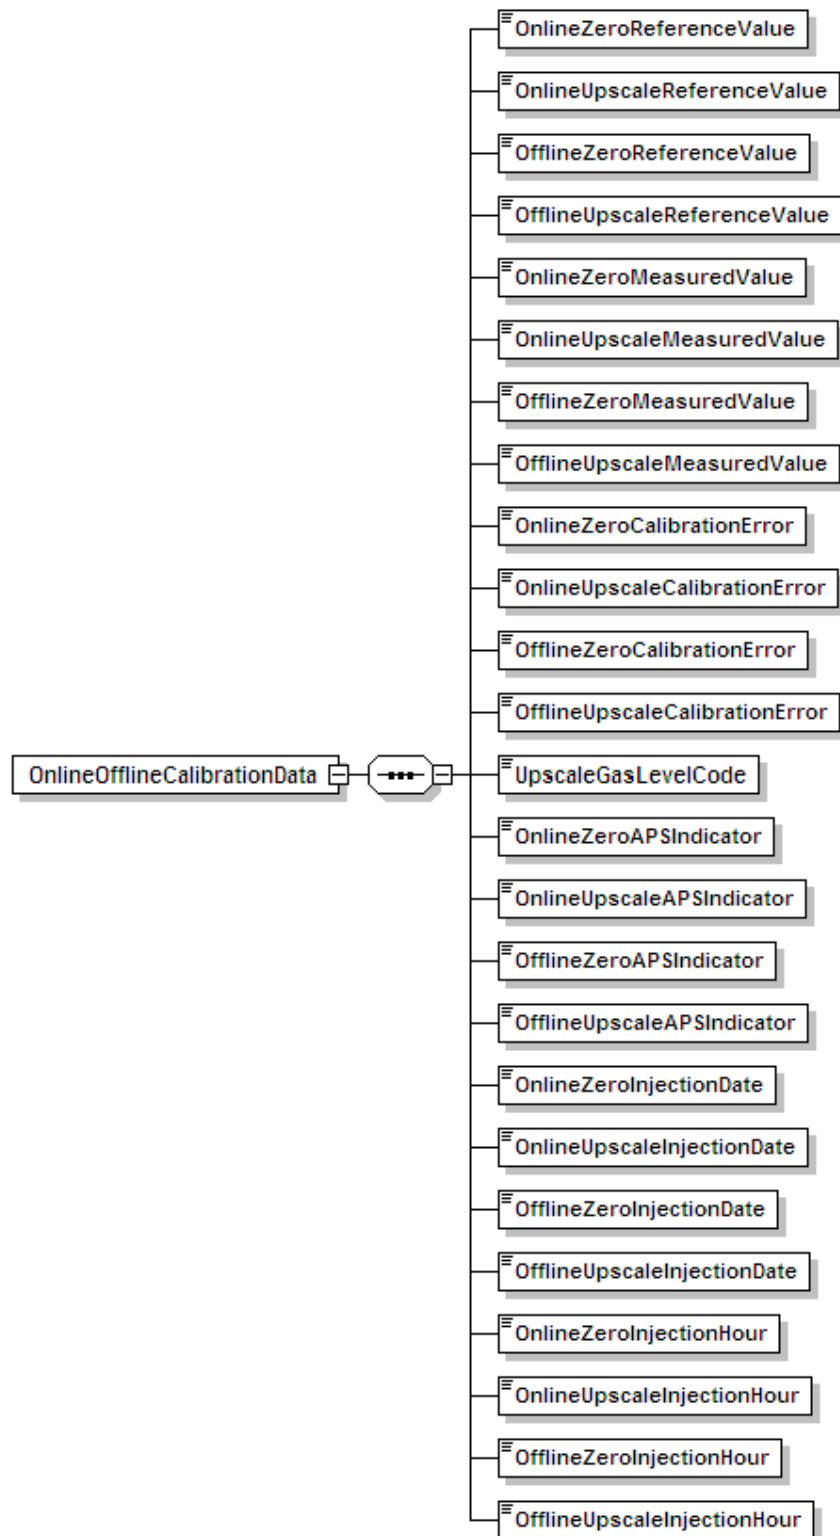 OnlineZeroReferenceValue
OnlineUpscaleReferenceValue
OfflineZeroReferenceValue
OfflineUpscaleReferenceValue
OnlineZeroMeasuredValue
OnlineUpscaleMeasuredValue
OfflineZeroMeasuredValue
OfflineUpscaleMeasuredValue
OnlineZeroCalibrationError
OnlineUpscaleCalibrationError
OfflineZeroCalibrationError
OfflineUpscaleCalibrationError
OnlineOfflineCalibrationData
UpscaleGasLevelCode
OnlineZeroAPSIndicator
OnlineUpscaleAPSIndicator
OfflineZeroAPSIndicator
OfflineUpscaleAPSIndicator
OnlineZeroInjectionDate
OnlineUpscaleInjectionDate
OfflineZeroInjectionDate
OfflineUpscaleInjectionDate
OnlineZeroInjectionHour
OnlineUpscaleInjectionHour
OfflineZeroInjectionHour
OfflineUpscaleInjectionHour